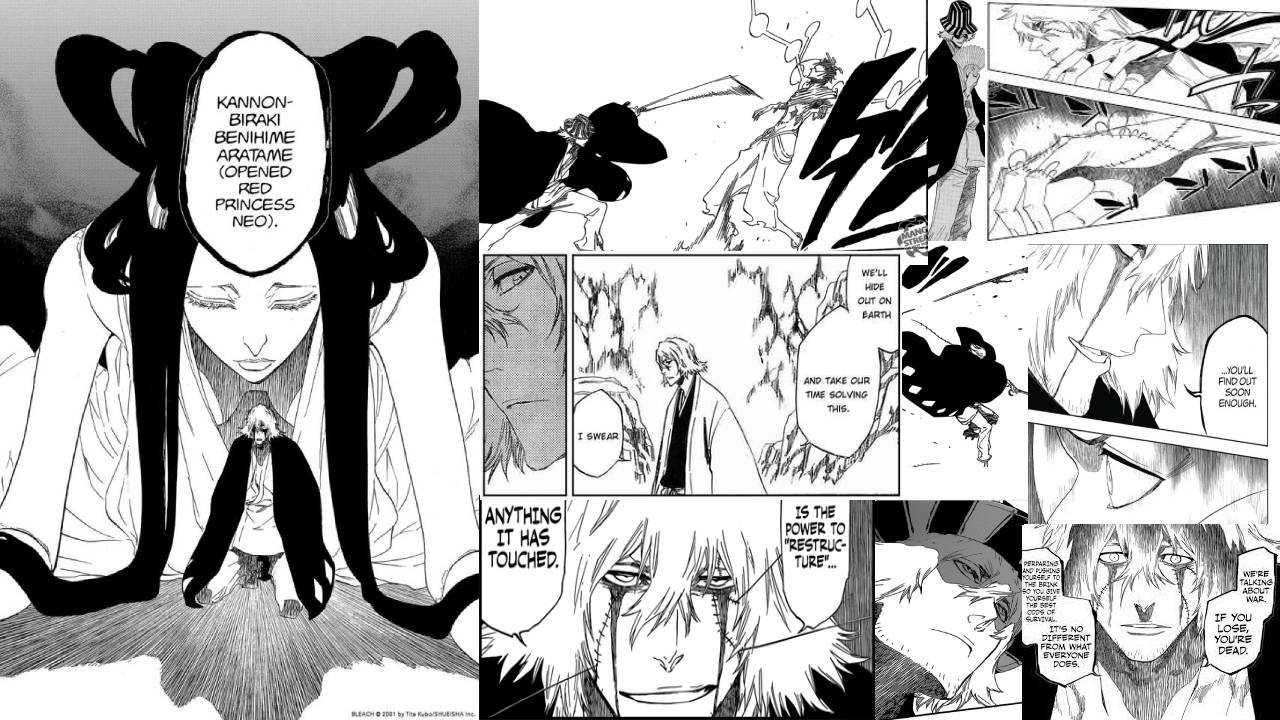 KANNON-
BIRAKI
BENIHIME
ARATAME
(OPENED
RED
PRINCESS
NEO).
BLEACH © 2001 by Tite Kubo/SHUEISHA Inc.
MANG
STREA
WE'LL
HIDE
OUT ON
EARTH
AND TAKE OUR
TIME SOLVING
THIS.
I SWEAR
...YOU'LL
FIND OUT
SOON
ENOUGH.
ANYTHING
IT HAS
TOUCHED.
IS THE
POWER TO
"RESTRUC-
TURE"...
PERPARING
AND PUSHING
YOURSELF TO
THE BRINK
SO YOU GIVE
YOURSELF
THE BEST
ODDS OF
SURVIVAL.
IT'S NO
DIFFERENT
FROM WHAT
EVERYONE
DOES.
WE'RE
TALKING
ABOUT
WAR.
IF YOU
LOSE,
YOU'RE
DEAD.